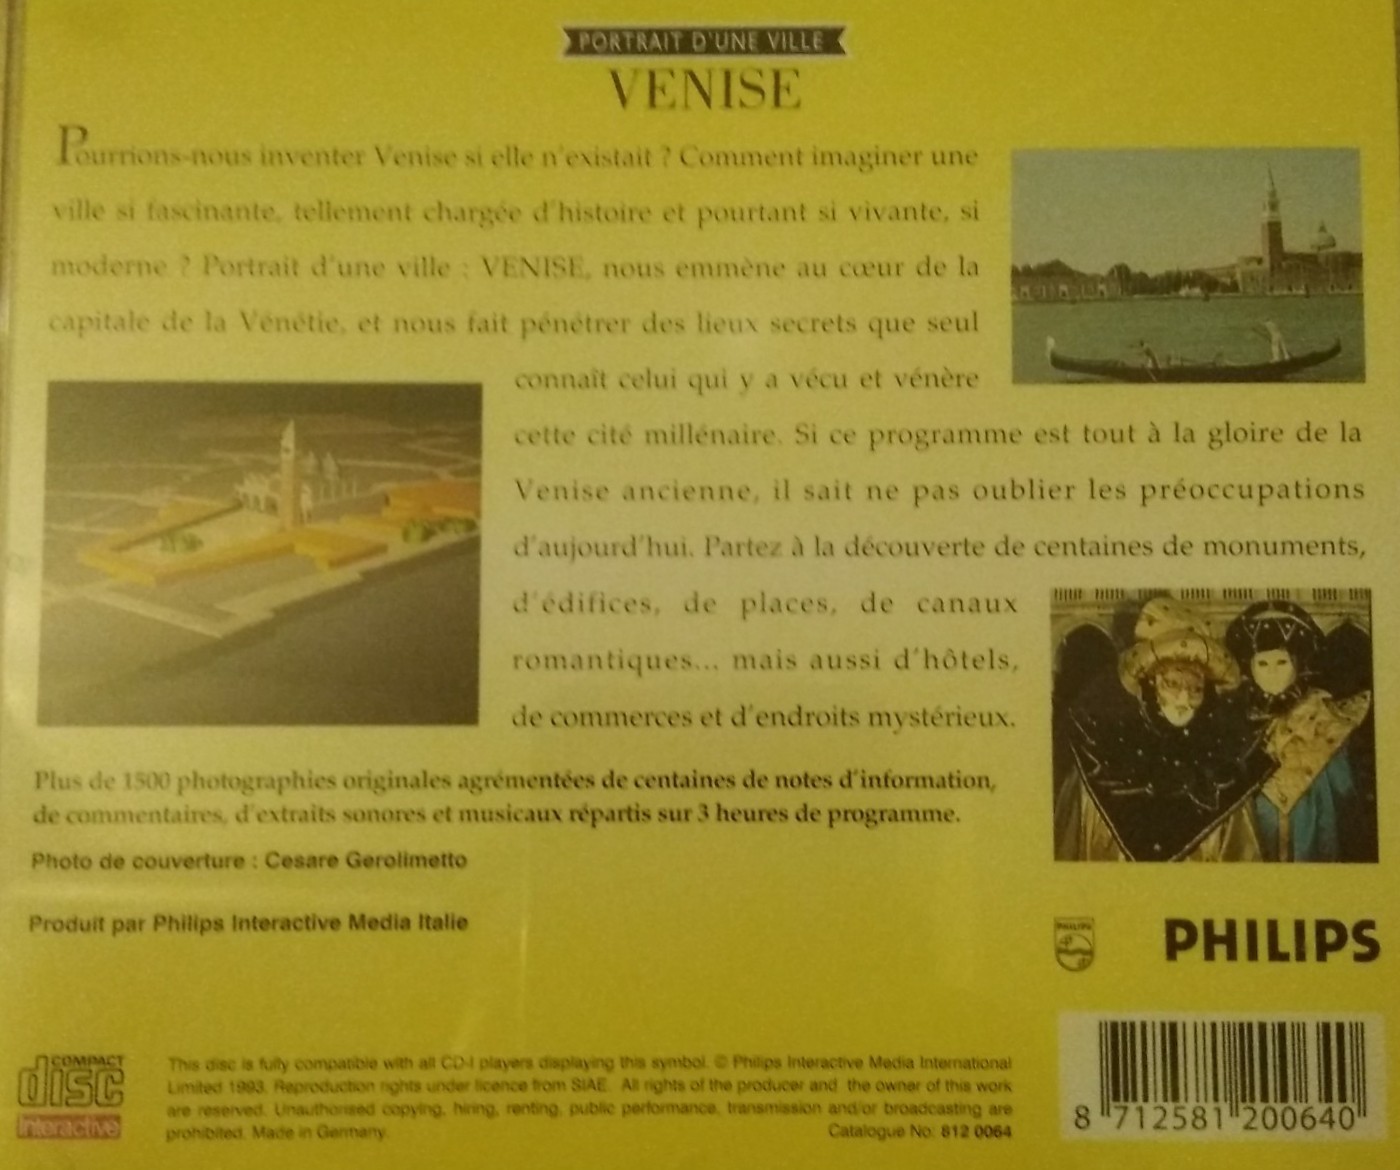 PORTRAIT D'UNE VILLE
VENISE
Pourrions-nous inventer Venise si elle n'existait ? Comment imaginer une
ville si fascinante, tellement chargée d'histoire et pourtant si vivante, si
moderne ? Portrait d'une ville : VENISE, nous emmène au cœur de la
capitale de la Vénétie, et nous fait pénétrer des lieux secrets que seul
connaît celui qui y a vécu et vénère
cette cité millénaire. Si ce programme est tout à la gloire de la
Venise ancienne, il sait ne pas oublier les préoccupations
d'aujourd'hui. Partez à la découverte de centaines de monuments,
d'édifices, de places, de canaux
romantiques... mais aussi d'hôtels,
de commerces et d'endroits mystérieux.
Plus de 1500 photographies originales agrémentées de centaines de notes d'information,
de commentaires, d'extraits sonores et musicaux répartis sur 3 heures de programme.
Photo de couverture : Cesare Gerolimetto
Produit par Philips Interactive Media Italie
PHILIPS
PHILIPS
COMPACT
disc
Interactive
This disc is fully compatible with all CD-I players displaying this symbol. © Philips Interactive Media International
Limited 1993. Reproduction rights under licence from SIAE. All rights of the producer and the owner of this work
are reserved. Unauthorised copying, hiring, renting, public performance, transmission and/or broadcasting are
prohibited. Made in Germany.
Catalogue No: 812 0064
8 712581 200640